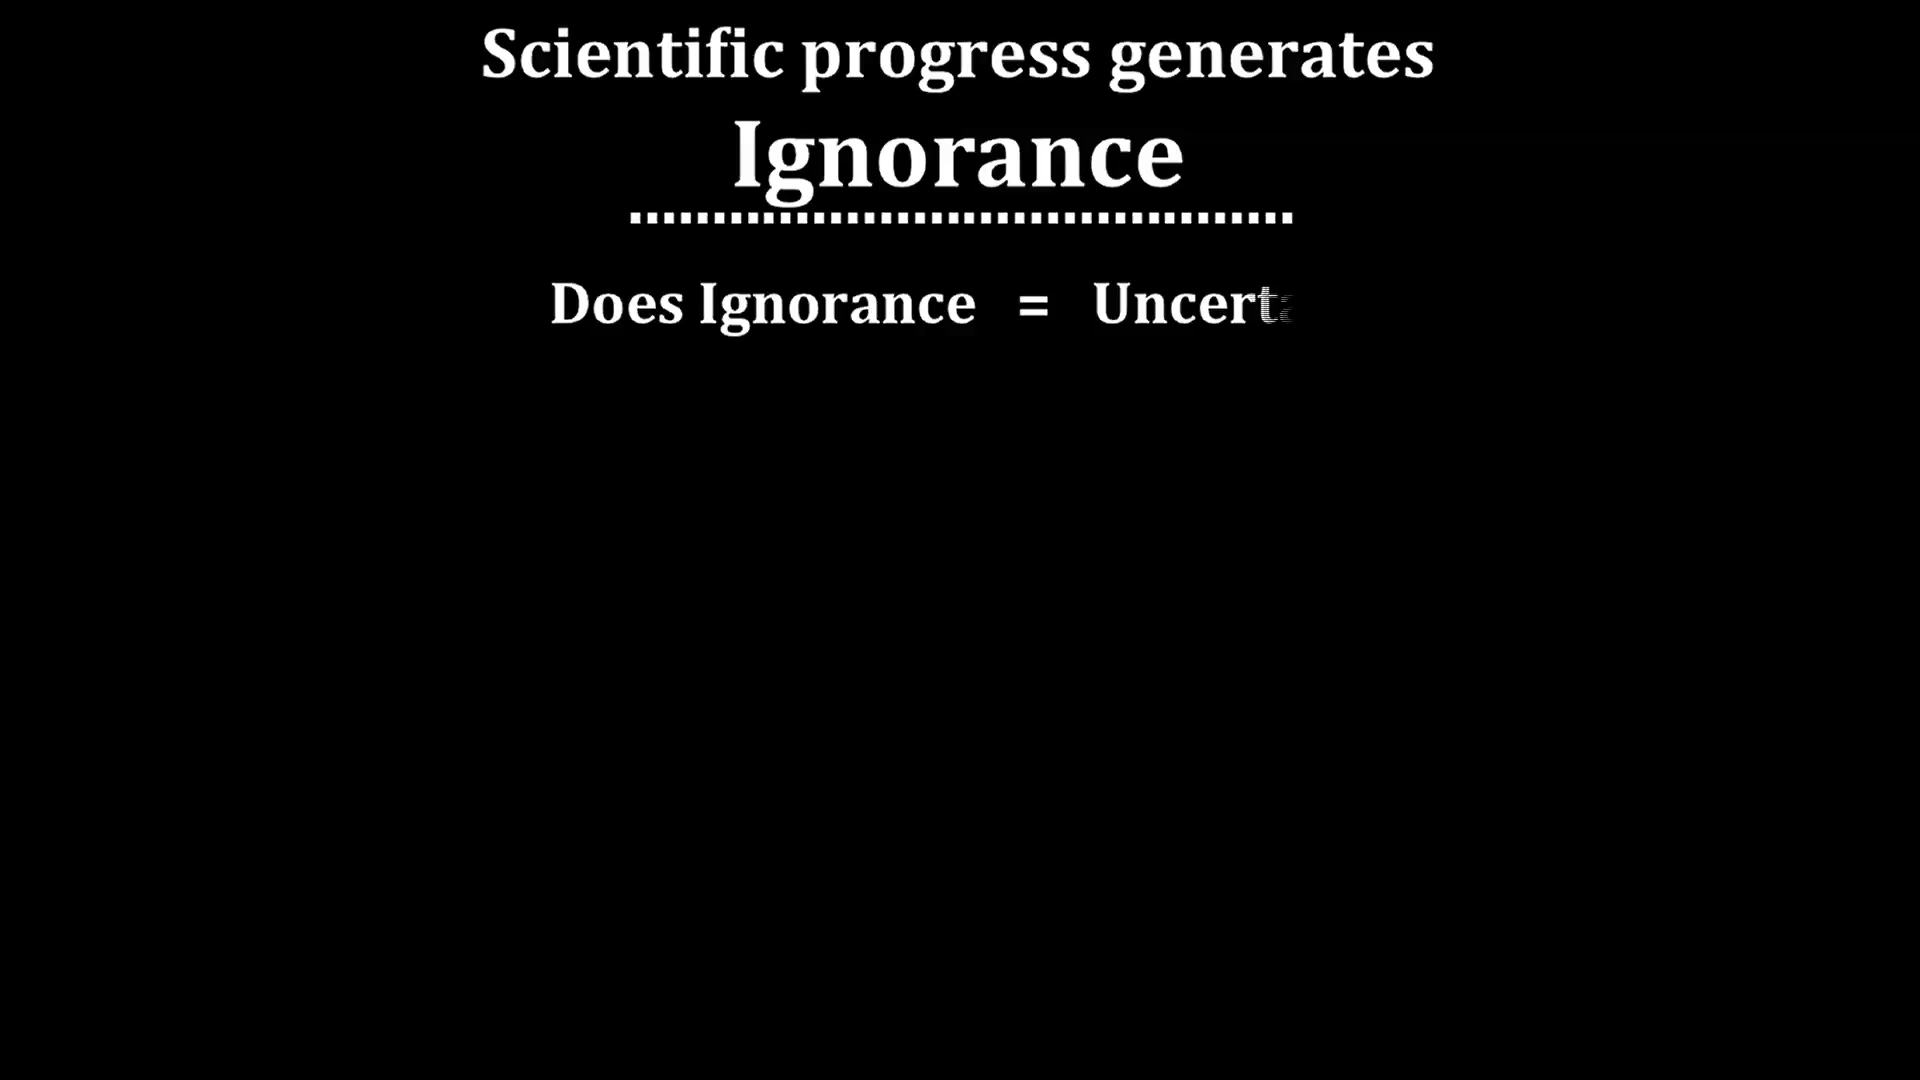 Scientific progress generates
Ignorance
Does Ignorance = Uncert